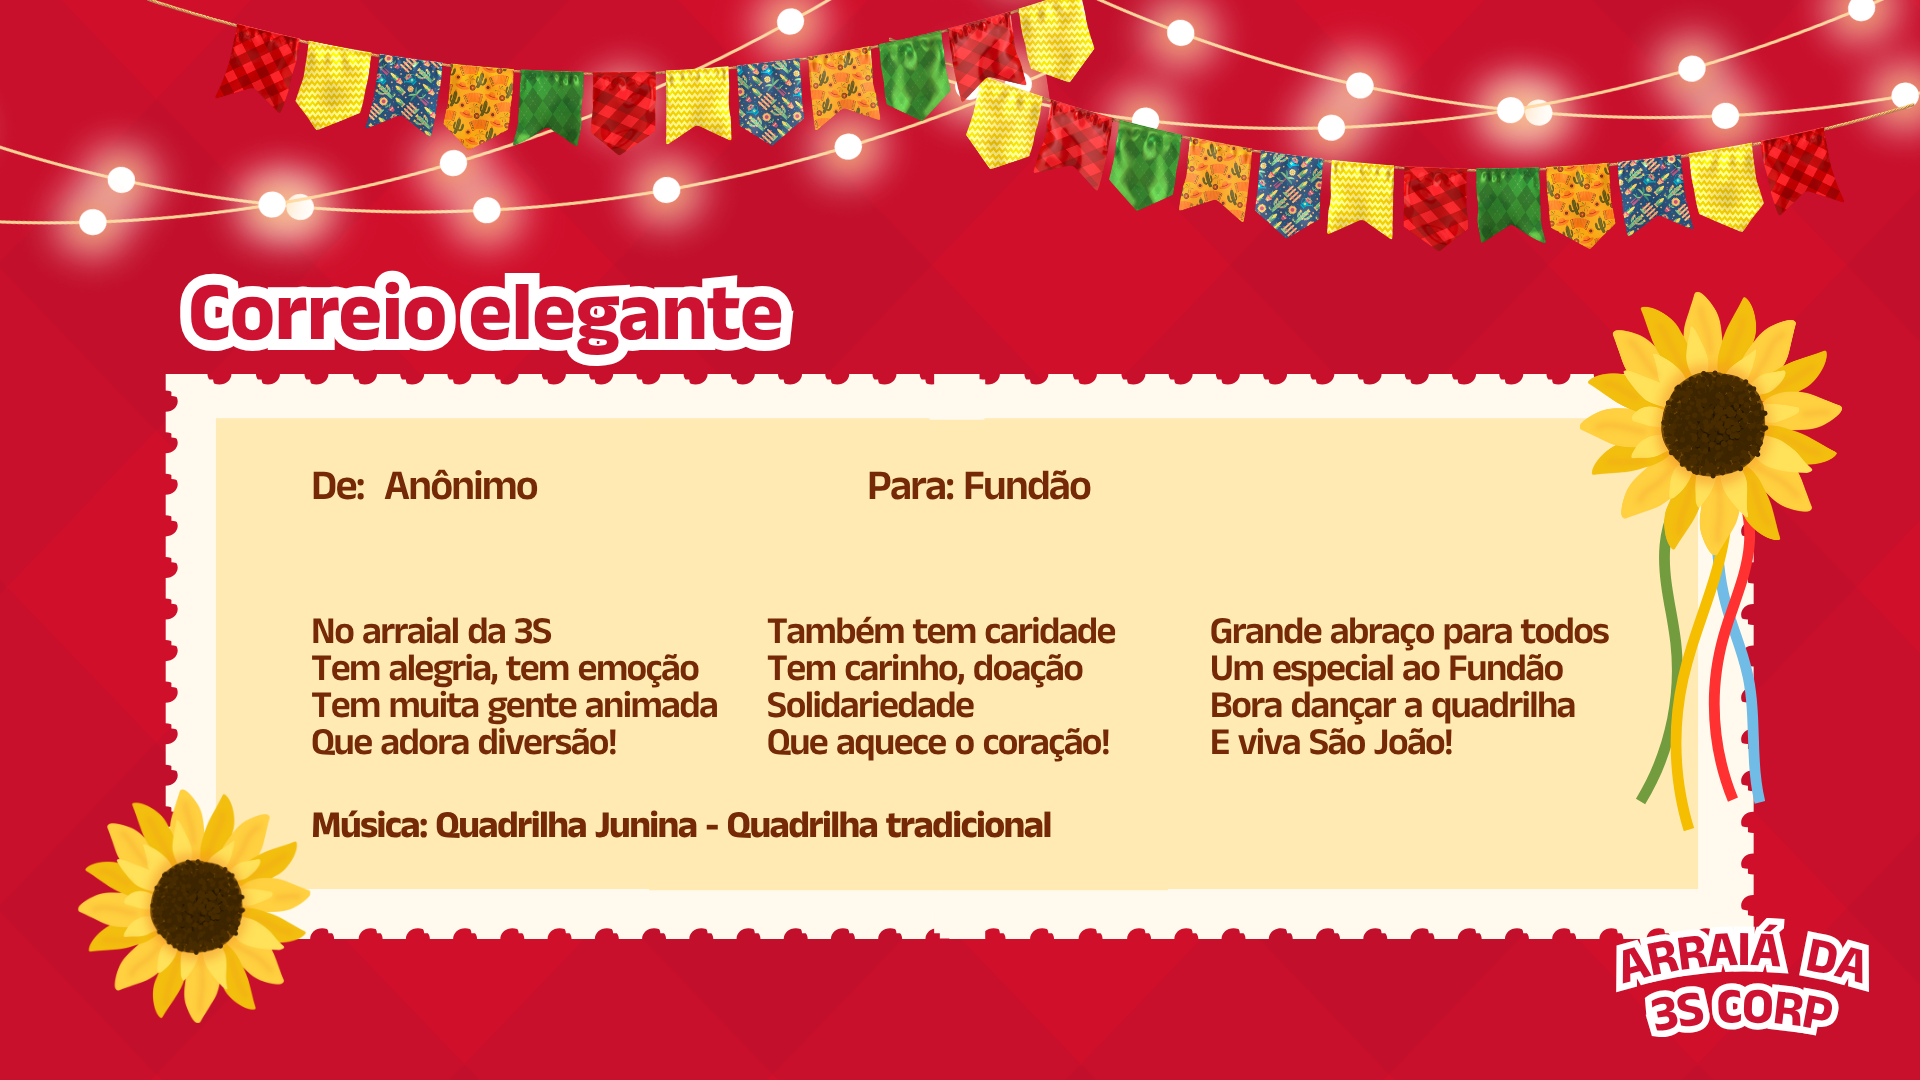 Correio elegante
De: Anônimo
Para: Fundão
No arraial da 3S
Tem alegria, tem emoção
Tem muita gente animada
Que adora diversão!
Também tem caridade
Tem carinho, doação
Solidariedade
Que aquece o coração!
Grande abraço para todos
Um especial ao Fundão
Bora dançar a quadrilha
E viva São João!
Música: Quadrilha Junina - Quadrilha tradicional
ARRAIÁ DA
3S CORP